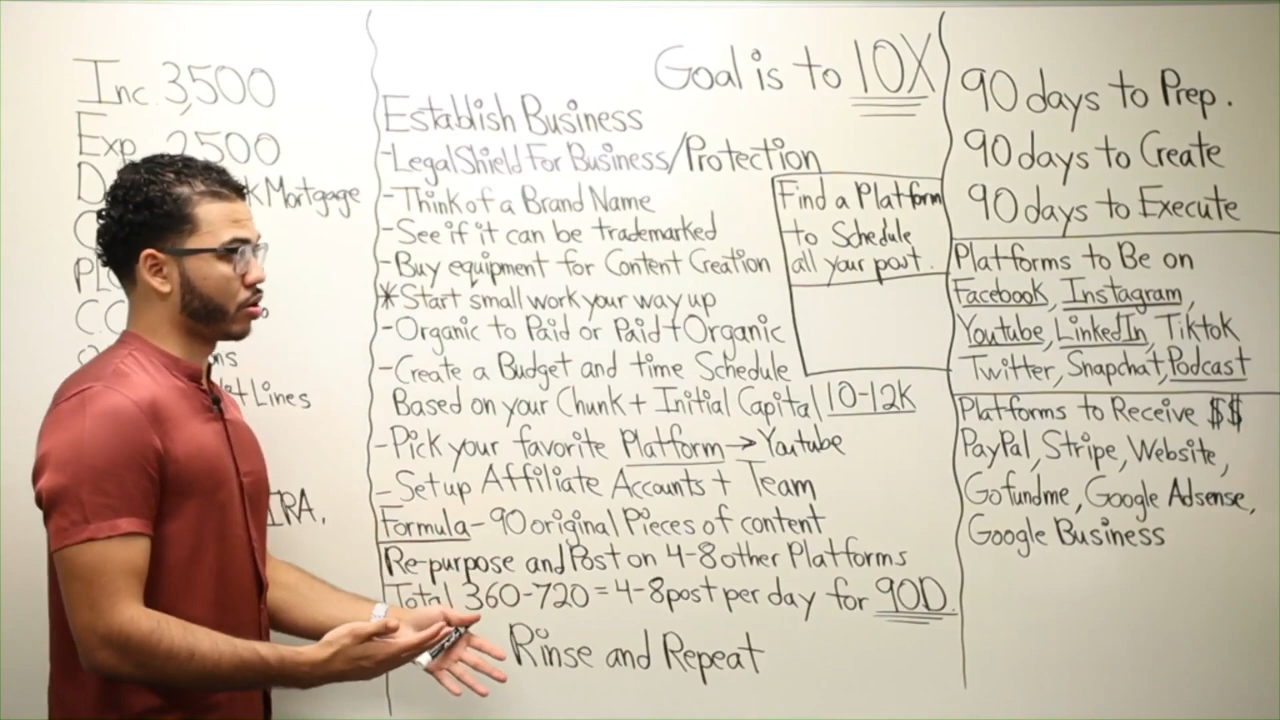 Inc. 3,500
Exp. 2500
Mortgage
Lines
IRA,
Goal is to 10X
Establish Business
-LegalShield For Business/Protection
-Think of a Brand Name
-See if it can be trademarked
-Buy equipment for Content Creation
*Start small work your way up
-Organic to Paid or Paid+Organic
-Create a Budget and time Schedule
Based on your Chunk + Initial Capital 10-12K
-Pick your favorite Platform → Youtube
-Setup Affiliate Accounts + Team
Formula-90 original Pieces of content
Re-purpose and Post on 4-8 other Platforms
Total 360-720 = 4-8 post per day for 90D.
Rinse and Repeat
Find a Platform
to Schedule
all your post.
90 days to Prep.
90 days to Create
90 days to Execute
Platforms to Be on
Facebook, Instagram,
Youtube, LinkedIn, Tiktok
Twitter, Snapchat, Podcast
Platforms to Receive $$
PayPal, Stripe, Website,
Gofundme, Google Adsense,
Google Business